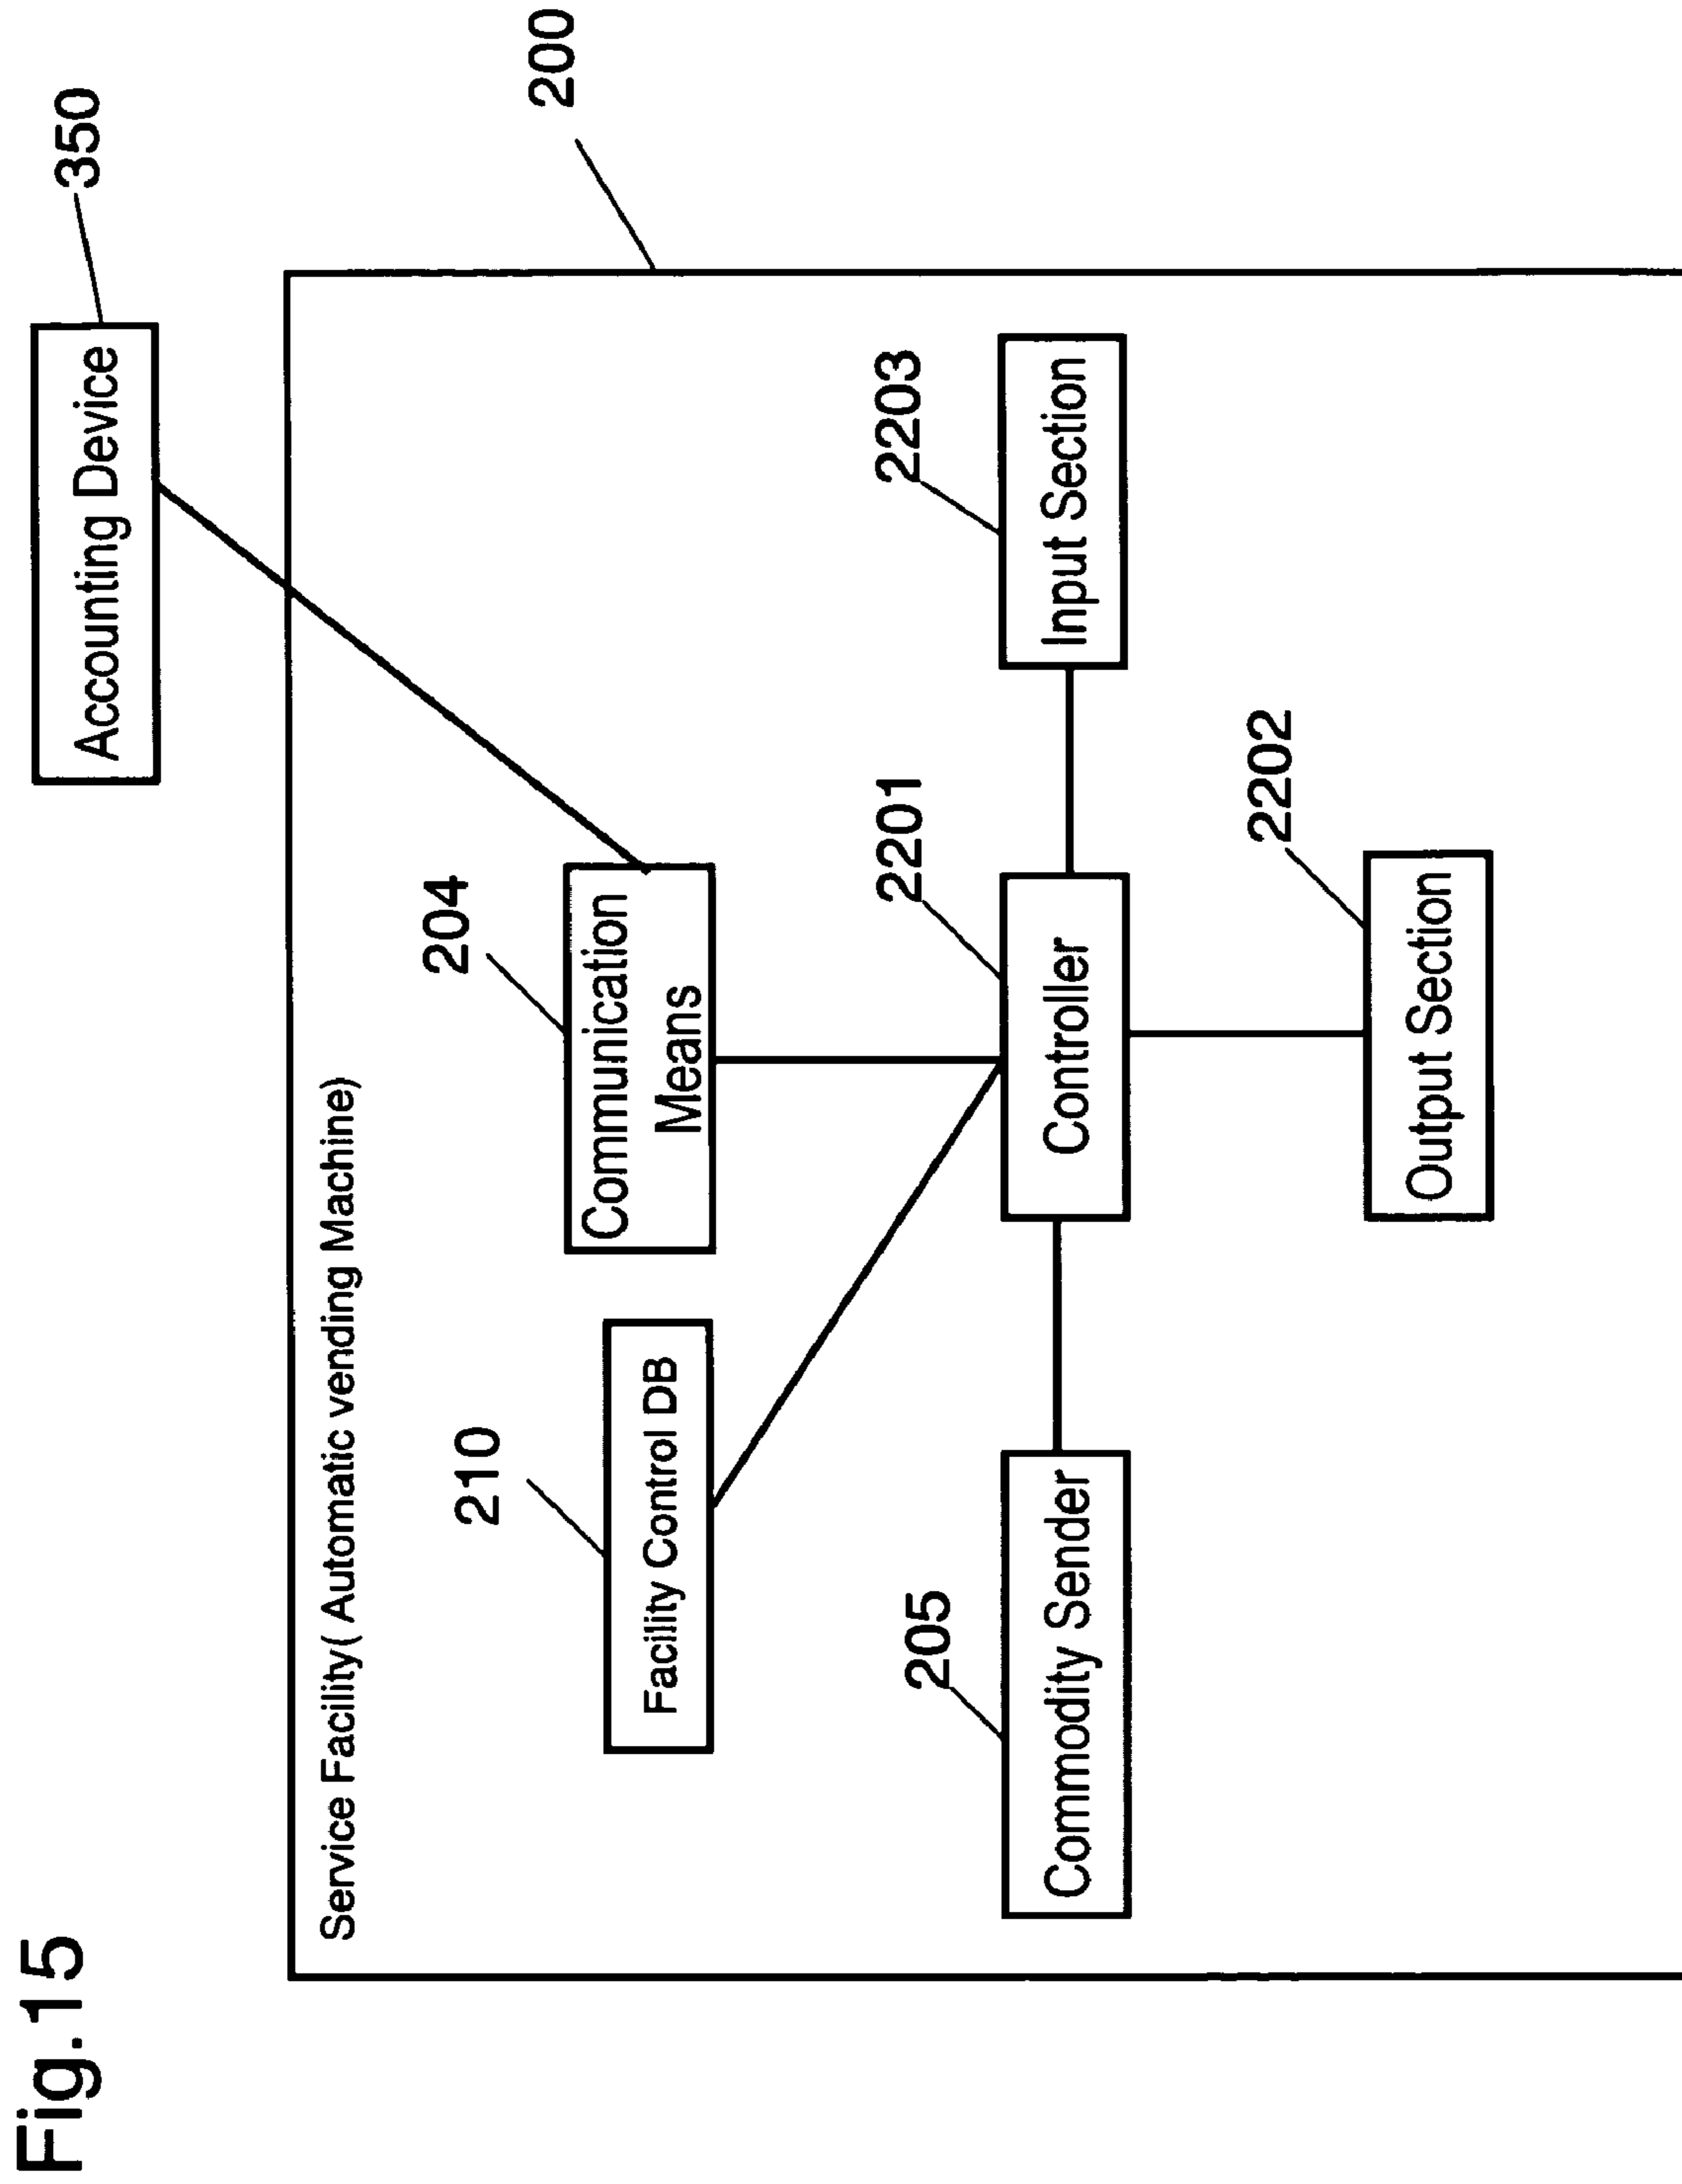 Fig.15
Accounting Device
350
200
Service Facility( Automatic vending Machine)
210
Facility Control DB
204
Communication
Means
205
Commodity Sender
2201
Controller
2203
Input Section
2202
Output Section